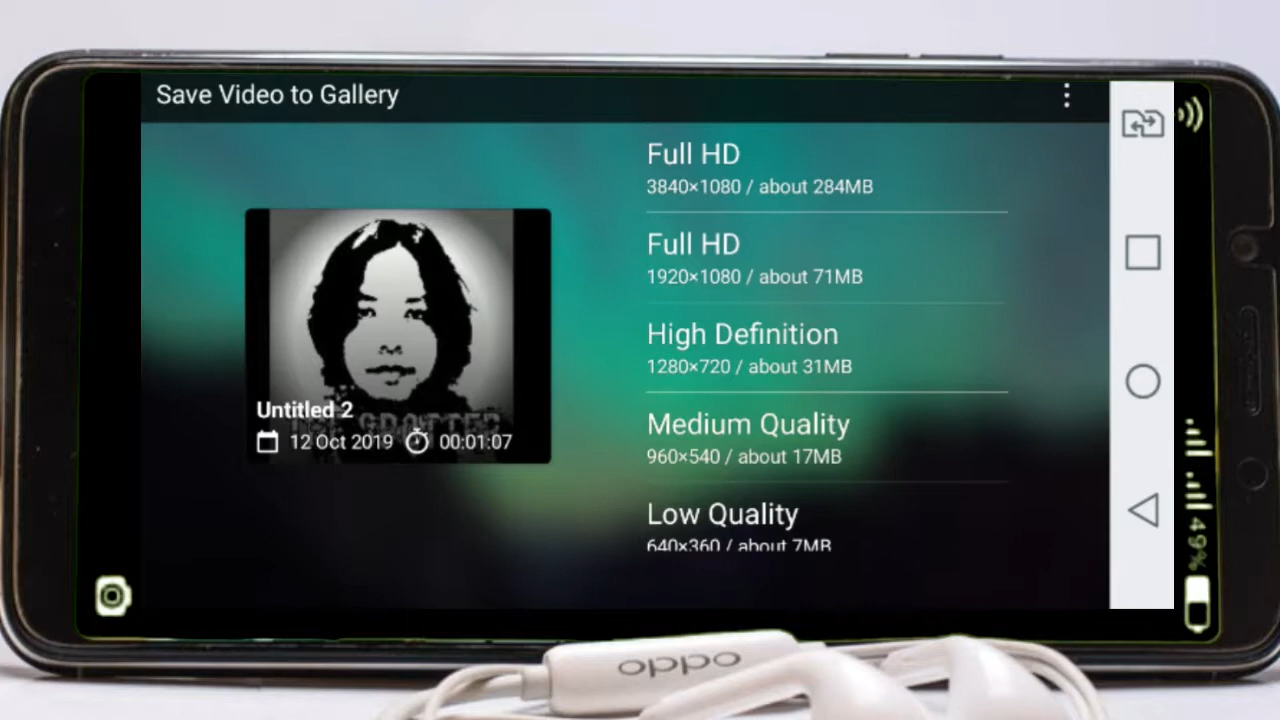 Save Video to Gallery
Full HD
3840×1080 / about 284MB
Full HD
1920×1080 / about 71MB
High Definition
1280×720 / about 31MB
Medium Quality
960×540 / about 17MB
Low Quality
640×360 / about 7MB
Untitled 2
12 Oct 2019 00:01:07
49%
oppo